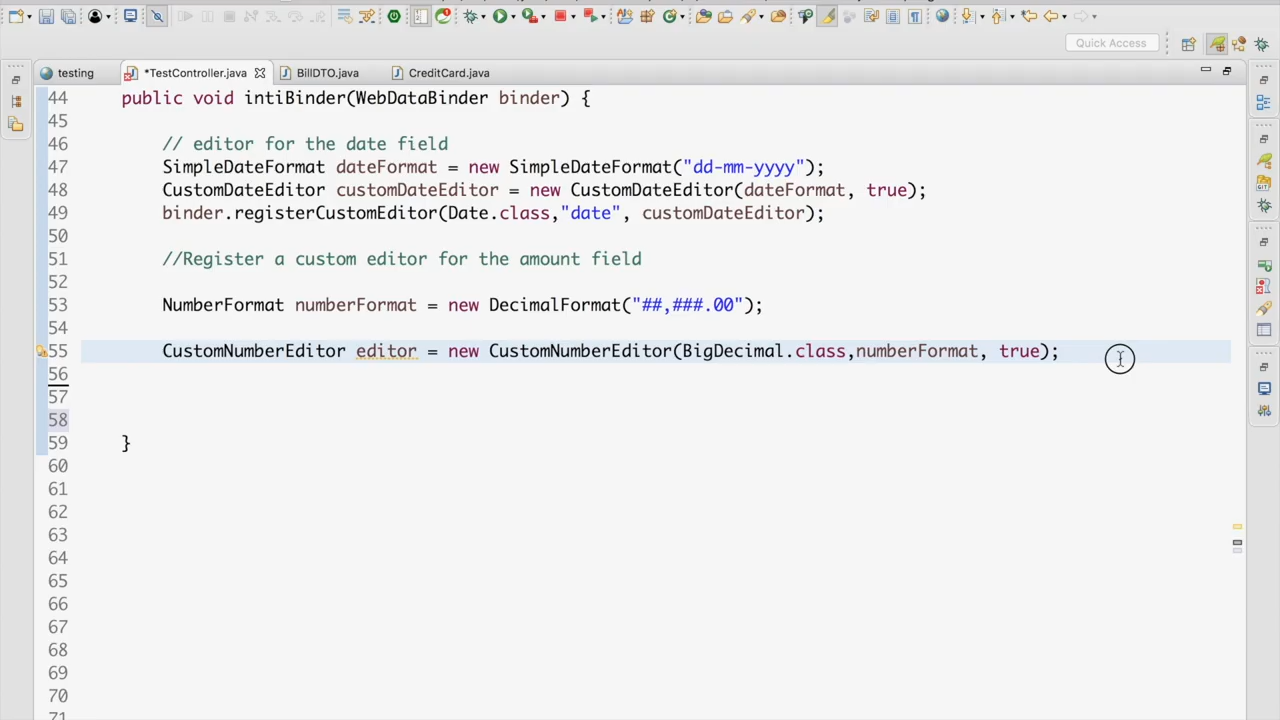 Quick Access
testing
*TestController.java
BillDTO.java
CreditCard.java
44 public void intiBinder(WebDataBinder binder) {
45
46 // editor for the date field
47 SimpleDateFormat dateFormat = new SimpleDateFormat("dd-mm-yyyy");
48 CustomDateEditor customDateEditor = new CustomDateEditor(dateFormat, true);
49 binder.registerCustomEditor(Date.class,"date", customDateEditor);
50
51 //Register a custom editor for the amount field
52
53 NumberFormat numberFormat = new DecimalFormat("##,###.00");
54
55 CustomNumberEditor editor = new CustomNumberEditor(BigDecimal.class,numberFormat, true);
56
57
58
59 }
60
61
62
63
64
65
66
67
68
69
70
71